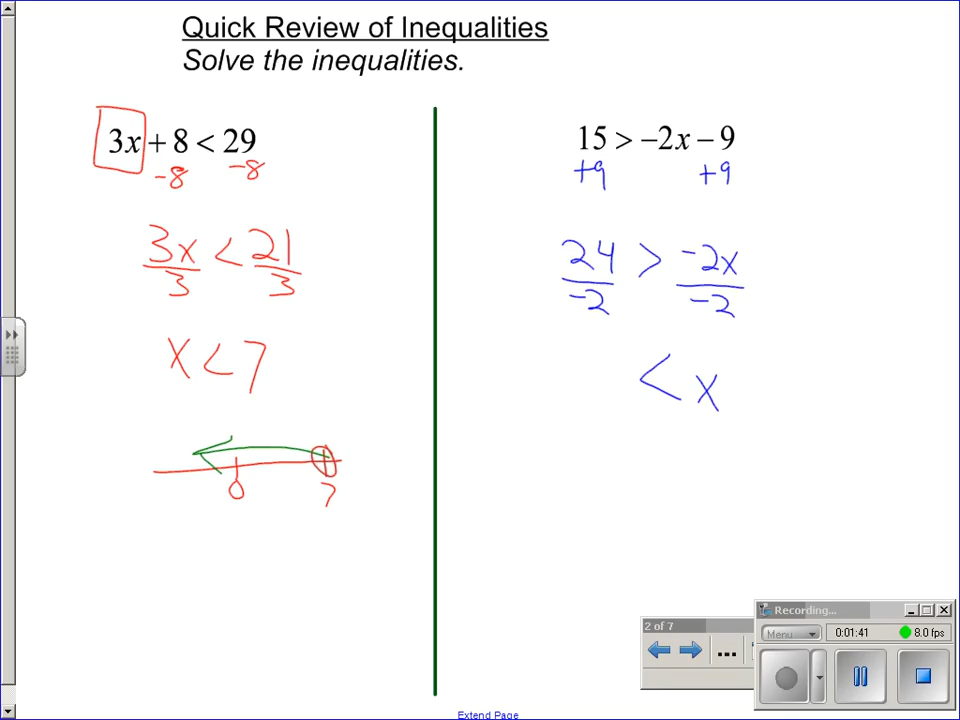 Quick Review of Inequalities
Solve the inequalities.
3x + 8 < 29
-8 -8
3x < 21
3 3
x < 7
0 7
15 > −2x − 9
+9 +9
24 > -2x
-2 -2
< x
Recording...
Menu 0:01:41 8.0 fps
2 of 7
...
Extend Page